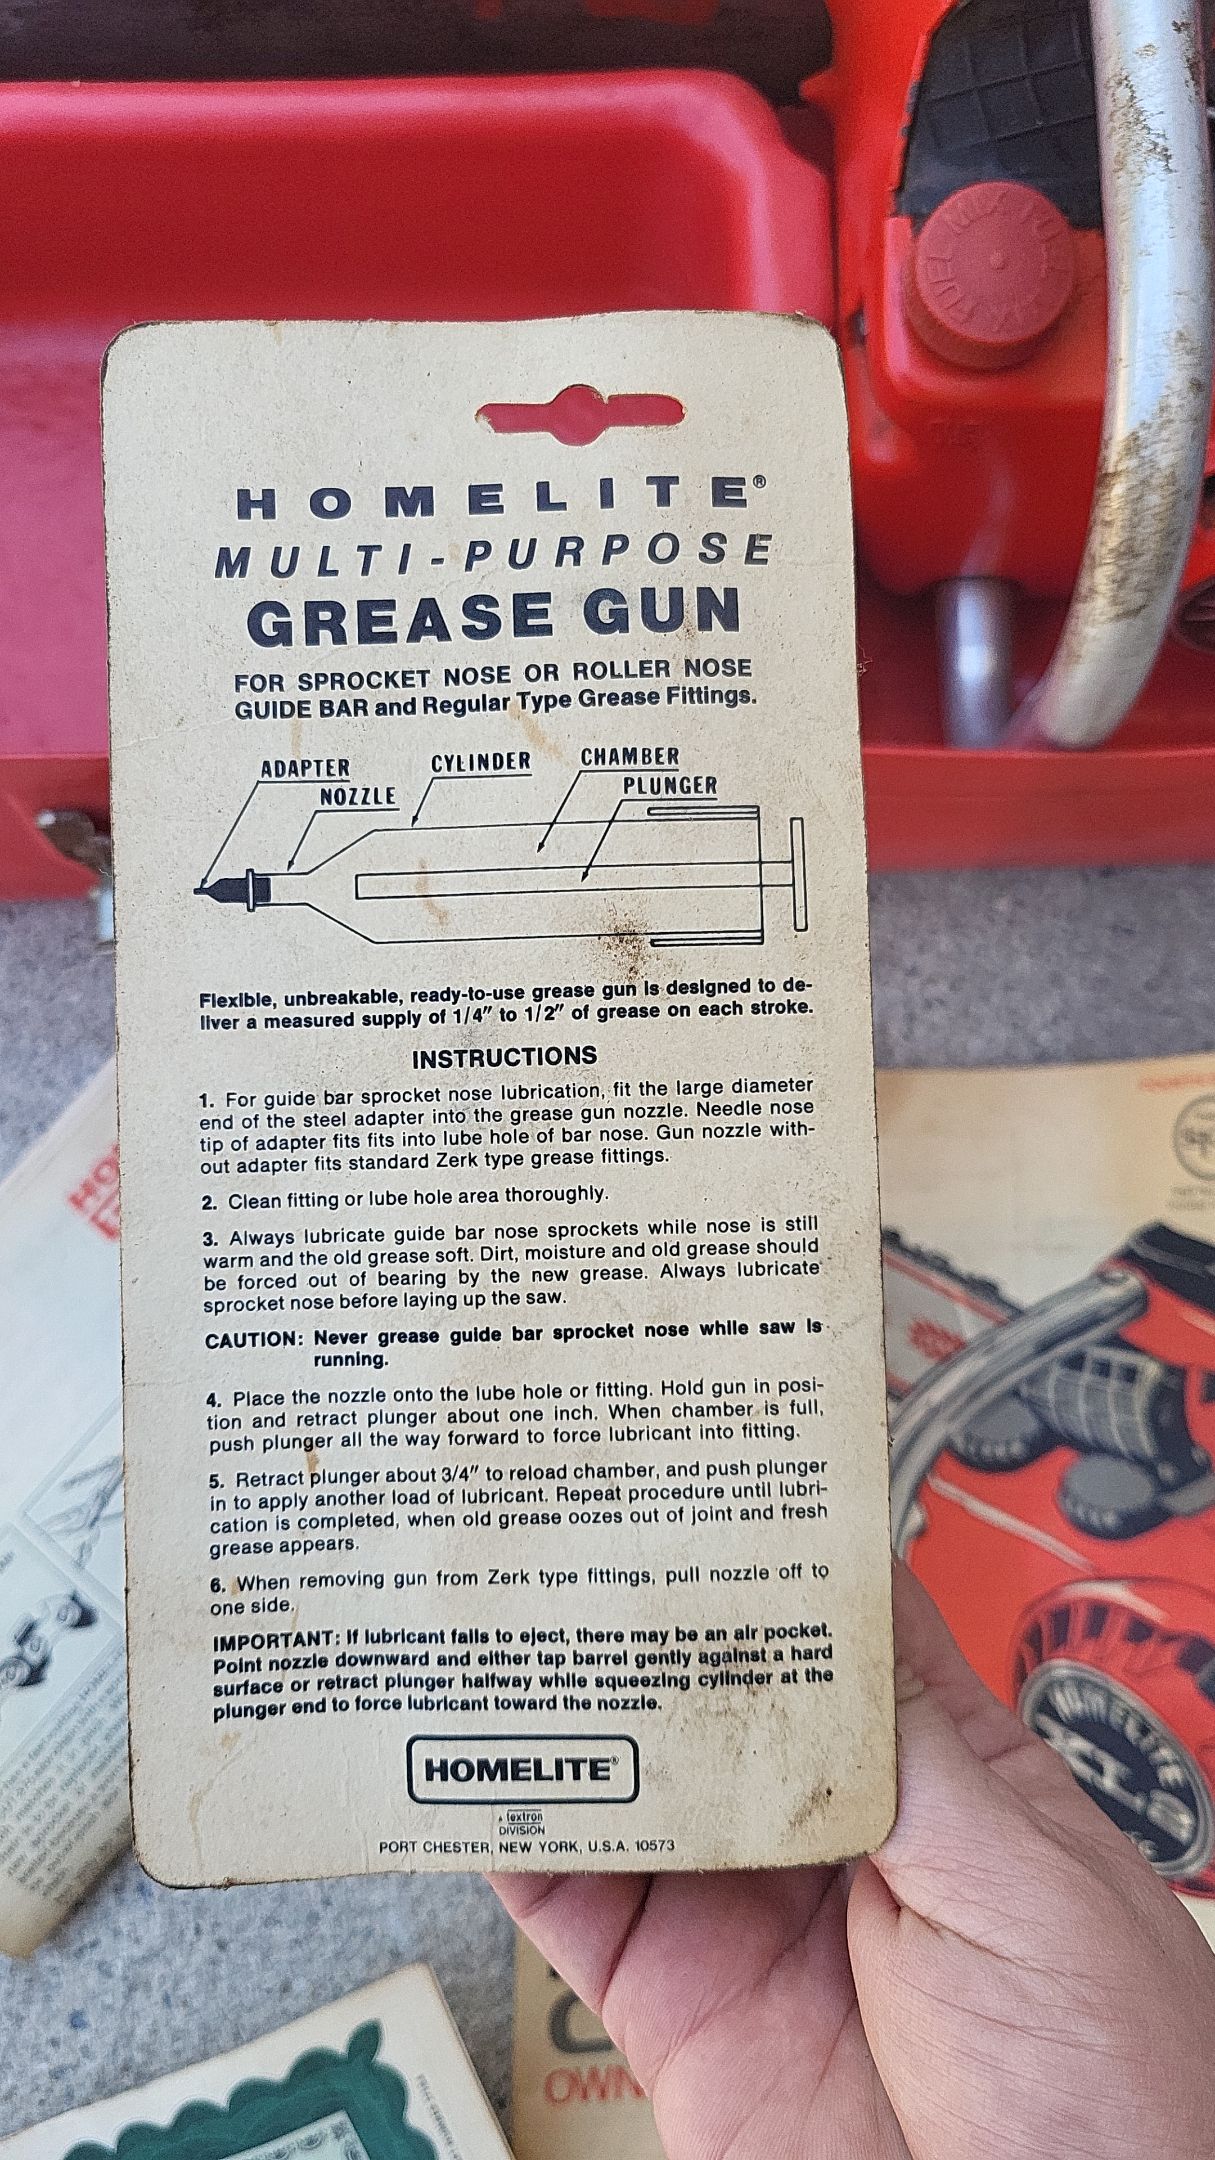 HOMELITE®
MULTI-PURPOSE
GREASE GUN
FOR SPROCKET NOSE OR ROLLER NOSE
GUIDE BAR and Regular Type Grease Fittings.
ADAPTER
NOZZLE
CYLINDER
CHAMBER
PLUNGER
Flexible, unbreakable, ready-to-use grease gun is designed to de-
liver a measured supply of 1/4" to 1/2" of grease on each stroke.
INSTRUCTIONS
1. For guide bar sprocket nose lubrication, fit the large diameter
end of the steel adapter into the grease gun nozzle. Needle nose
tip of adapter fits fits into lube hole of bar nose. Gun nozzle with-
out adapter fits standard Zerk type grease fittings.
2. Clean fitting or lube hole area thoroughly.
3. Always lubricate guide bar nose sprockets while nose is still
warm and the old grease soft. Dirt, moisture and old grease should
be forced out of bearing by the new grease. Always lubricate
sprocket nose before laying up the saw.
CAUTION: Never grease guide bar sprocket nose while saw is
running.
4. Place the nozzle onto the lube hole or fitting. Hold gun in posi-
tion and retract plunger about one inch. When chamber is full,
push plunger all the way forward to force lubricant into fitting.
5. Retract plunger about 3/4" to reload chamber, and push plunger
in to apply another load of lubricant. Repeat procedure until lubri-
cation is completed, when old grease oozes out of joint and fresh
grease appears.
6. When removing gun from Zerk type fittings, pull nozzle off to
one side.
IMPORTANT: If lubricant fails to eject, there may be an air pocket.
Point nozzle downward and either tap barrel gently against a hard
surface or retract plunger halfway while squeezing cylinder at the
plunger end to force lubricant toward the nozzle.
HOMELITE®
A textron
DIVISION
PORT CHESTER, NEW YORK, U.S.A. 10573
HOMELITE
XL
OWN